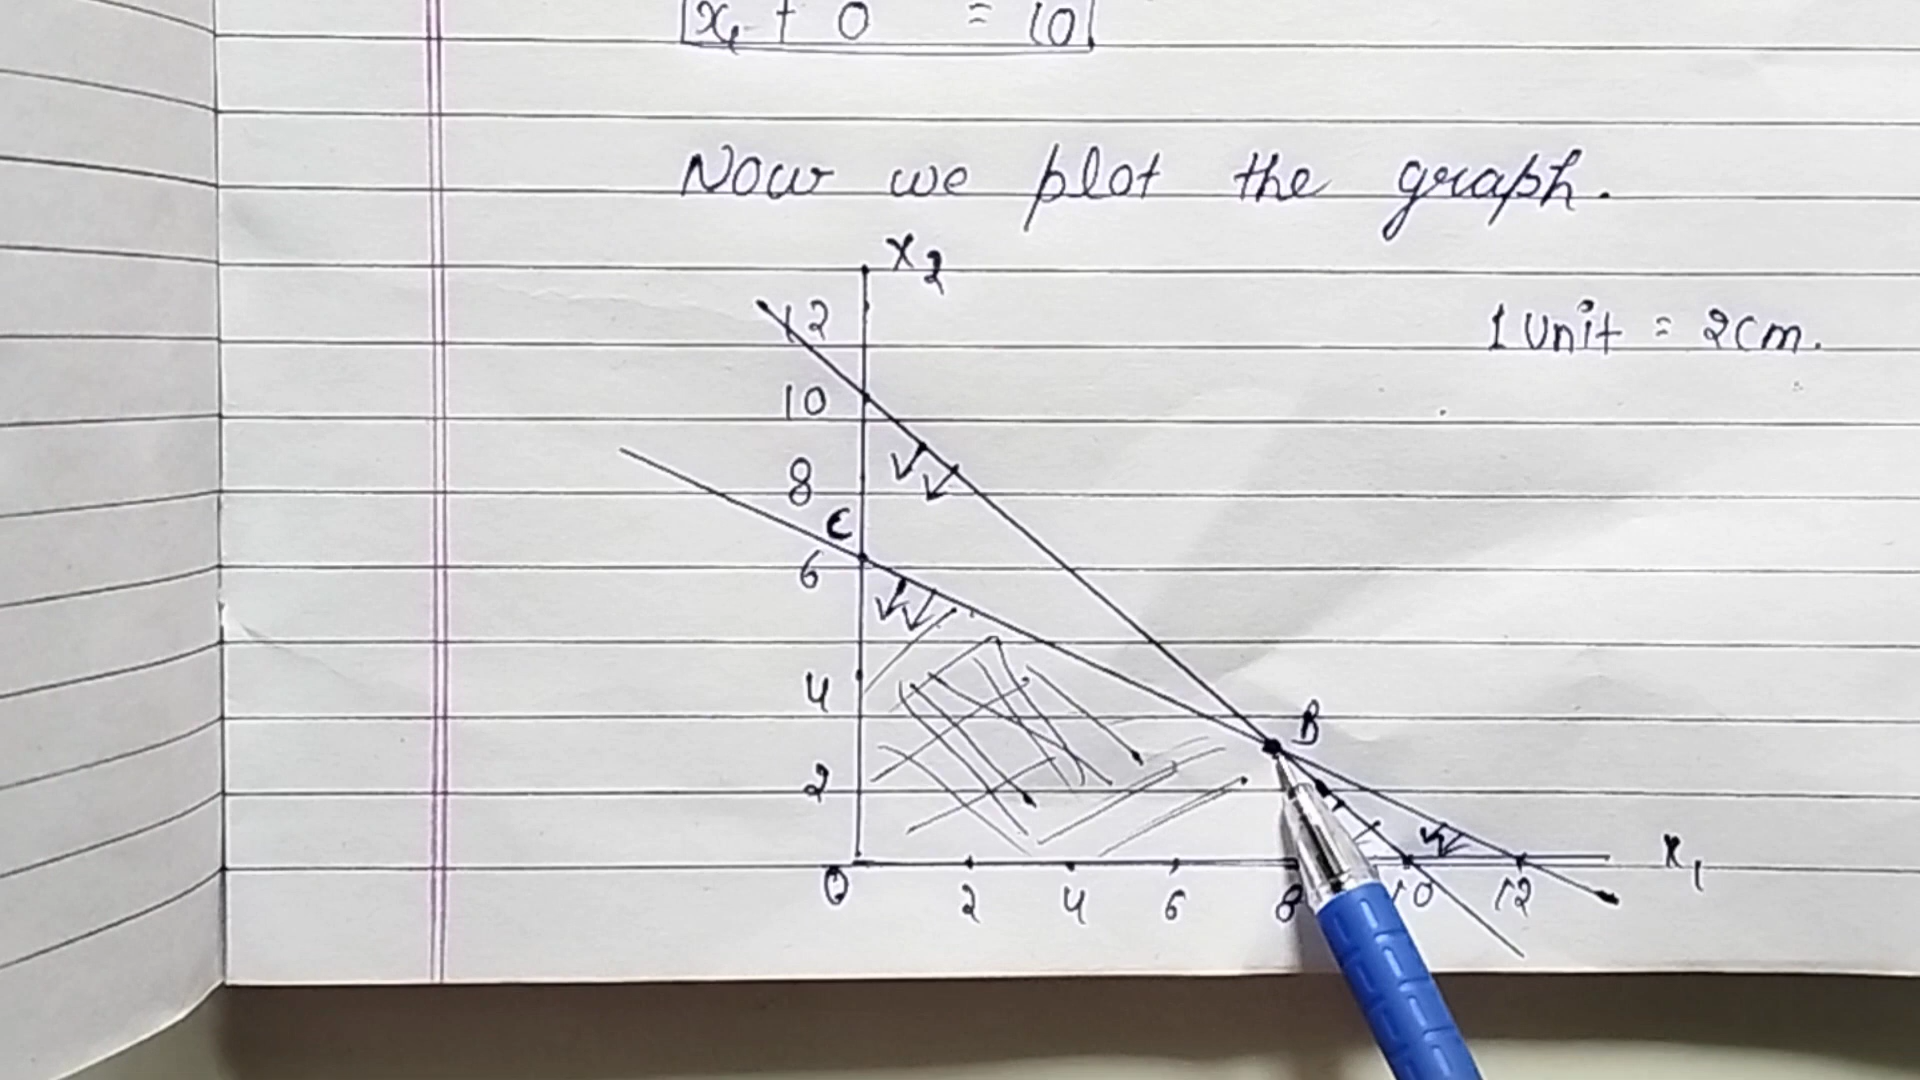 x₁ + 0 = 10
Now we plot the graph.
X₂
1 Unit = 2cm.
12
10
8
C
6
4
B
2
X₁
0 2 4 6 8 10 12